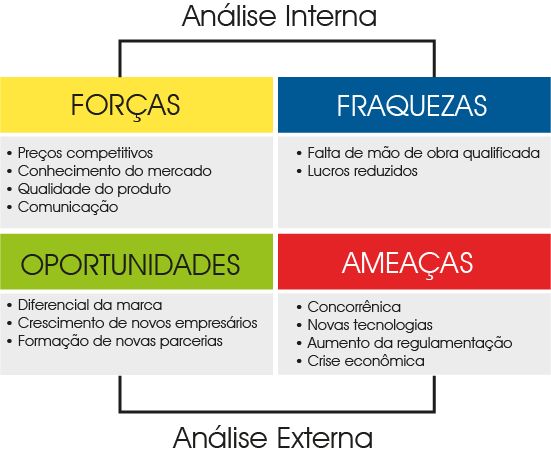 Análise Interna
FORÇAS
• Preços competitivos
• Conhecimento do mercado
• Qualidade do produto
• Comunicação
FRAQUEZAS
• Falta de mão de obra qualificada
• Lucros reduzidos
OPORTUNIDADES
• Diferencial da marca
• Crescimento de novos empresários
• Formação de novas parcerias
AMEAÇAS
• Concorrênica
• Novas tecnologias
• Aumento da regulamentação
• Crise econômica
Análise Externa